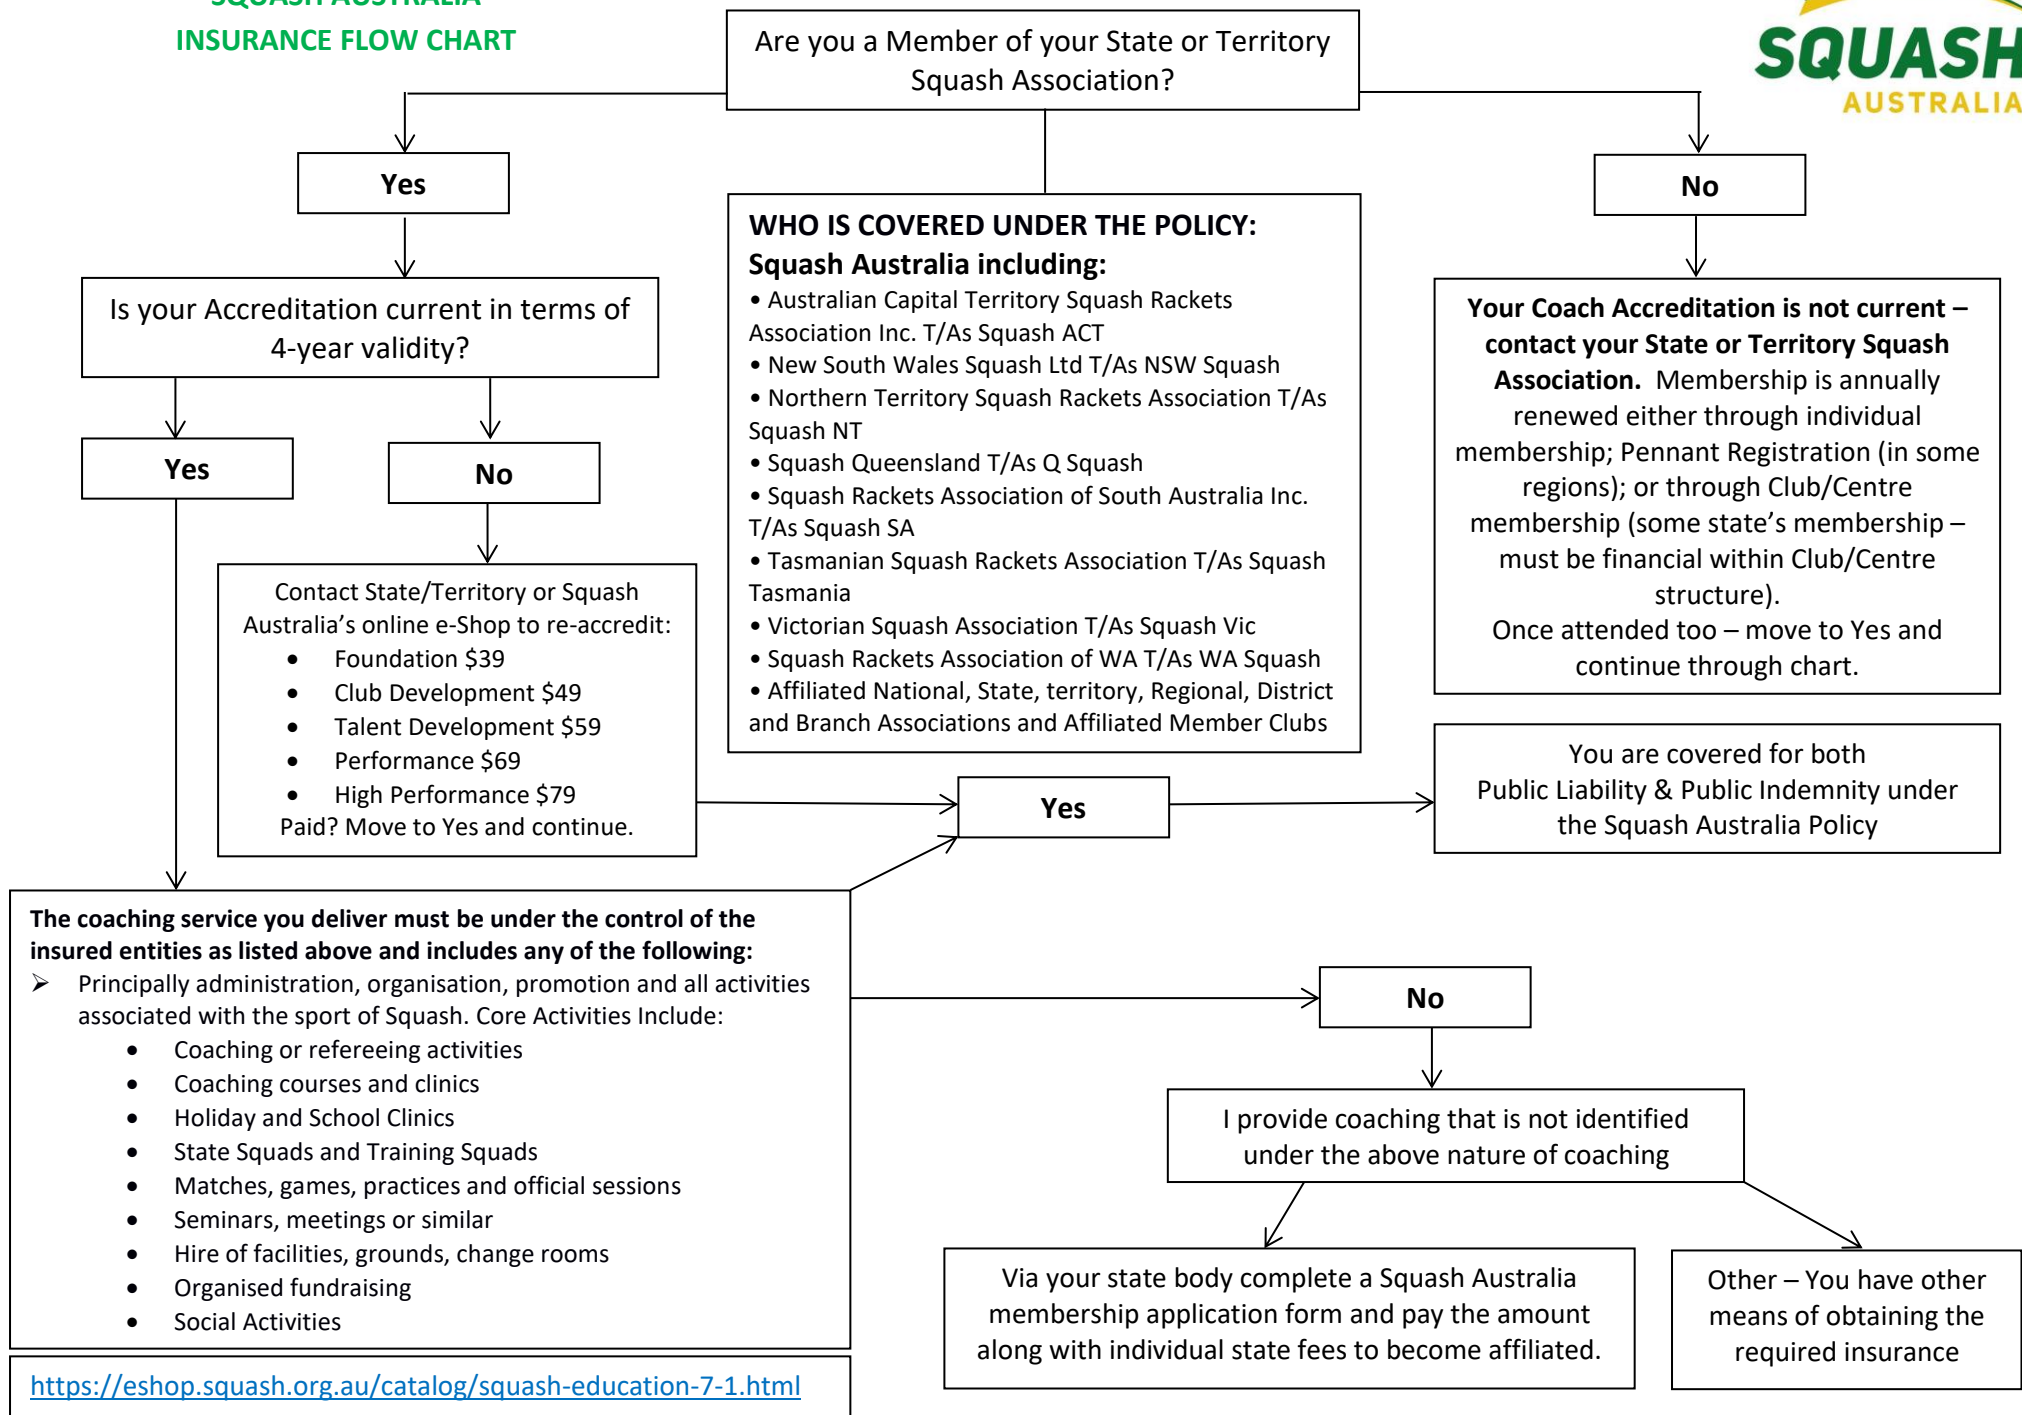 SQUASH AUSTRALIA
INSURANCE FLOW CHART
SQUASH
AUSTRALIA
Are you a Member of your State or Territory
Squash Association?
Yes
No
Is your Accreditation current in terms of
4-year validity?
Yes
No
Contact State/Territory or Squash
Australia's online e-Shop to re-accredit:
• Foundation $39
• Club Development $49
• Talent Development $59
• Performance $69
• High Performance $79
Paid? Move to Yes and continue.
WHO IS COVERED UNDER THE POLICY:
Squash Australia including:
• Australian Capital Territory Squash Rackets
Association Inc. T/As Squash ACT
• New South Wales Squash Ltd T/As NSW Squash
• Northern Territory Squash Rackets Association T/As
Squash NT
• Squash Queensland T/As Q Squash
• Squash Rackets Association of South Australia Inc.
T/As Squash SA
• Tasmanian Squash Rackets Association T/As Squash
Tasmania
• Victorian Squash Association T/As Squash Vic
• Squash Rackets Association of WA T/As WA Squash
• Affiliated National, State, territory, Regional, District
and Branch Associations and Affiliated Member Clubs
Your Coach Accreditation is not current –
contact your State or Territory Squash
Association. Membership is annually
renewed either through individual
membership; Pennant Registration (in some
regions); or through Club/Centre
membership (some state's membership –
must be financial within Club/Centre
structure).
Once attended too – move to Yes and
continue through chart.
Yes
You are covered for both
Public Liability & Public Indemnity under
the Squash Australia Policy
The coaching service you deliver must be under the control of the
insured entities as listed above and includes any of the following:
➢ Principally administration, organisation, promotion and all activities
associated with the sport of Squash. Core Activities Include:
• Coaching or refereeing activities
• Coaching courses and clinics
• Holiday and School Clinics
• State Squads and Training Squads
• Matches, games, practices and official sessions
• Seminars, meetings or similar
• Hire of facilities, grounds, change rooms
• Organised fundraising
• Social Activities
https://eshop.squash.org.au/catalog/squash-education-7-1.html
No
I provide coaching that is not identified
under the above nature of coaching
Via your state body complete a Squash Australia
membership application form and pay the amount
along with individual state fees to become affiliated.
Other – You have other
means of obtaining the
required insurance